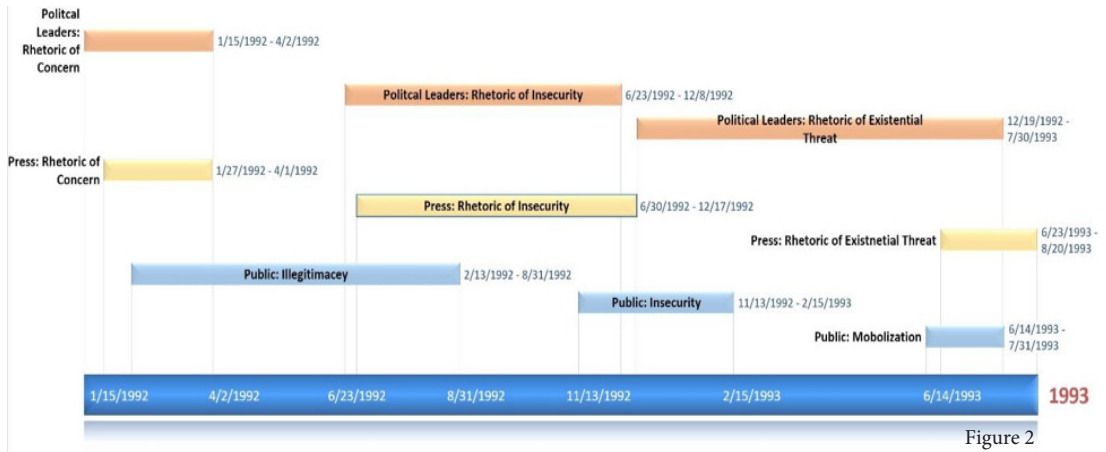 Politcal
Leaders:
Rhetoric of
Concern
1/15/1992 - 4/2/1992
Politcal Leaders: Rhetoric of Insecurity
6/23/1992 - 12/8/1992
Political Leaders: Rhetoric of Existential
Threat
12/19/1992 -
7/30/1993
Press: Rhetoric of
Concern
1/27/1992 - 4/1/1992
Press: Rhetoric of Insecurity
6/30/1992 - 12/17/1992
Press: Rhetoric of Existnetial Threat
6/23/1993 -
8/20/1993
Public: Illegitimacey
2/13/1992 - 8/31/1992
Public: Insecurity
11/13/1992 - 2/15/1993
Public: Mobolization
6/14/1993 -
7/31/1993
1/15/1992 4/2/1992 6/23/1992 8/31/1992 11/13/1992 2/15/1993 6/14/1993 1993
Figure 2